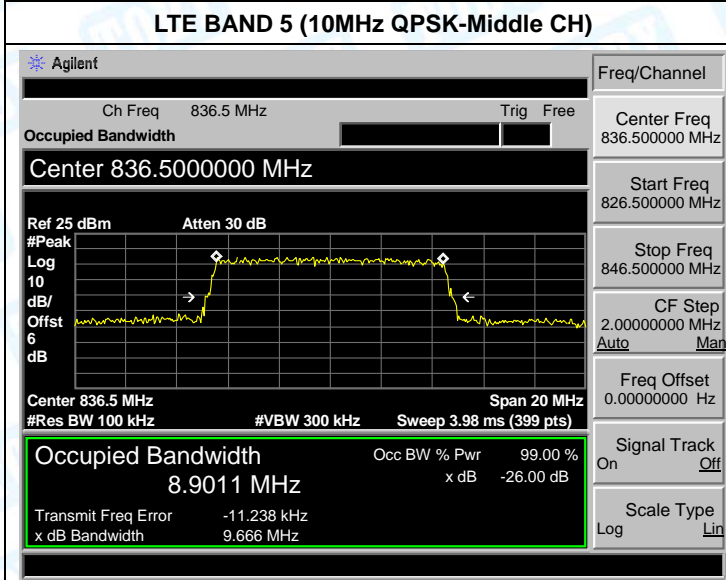 LTE BAND 5 (10MHz QPSK-Middle CH)
Agilent
Freq/Channel
Ch Freq 836.5 MHz Trig Free
Occupied Bandwidth
Center 836.5000000 MHz
Ref 25 dBm Atten 30 dB
#Peak
Log
10
dB/
Offst
6
dB
Center 836.5 MHz Span 20 MHz
#Res BW 100 kHz #VBW 300 kHz Sweep 3.98 ms (399 pts)
Occupied Bandwidth Occ BW % Pwr 99.00 %
8.9011 MHz x dB -26.00 dB
Transmit Freq Error -11.238 kHz
x dB Bandwidth 9.666 MHz
Center Freq
836.500000 MHz
Start Freq
826.500000 MHz
Stop Freq
846.500000 MHz
CF Step
2.00000000 MHz
Auto Man
Freq Offset
0.00000000 Hz
Signal Track
On Off
Scale Type
Log Lin